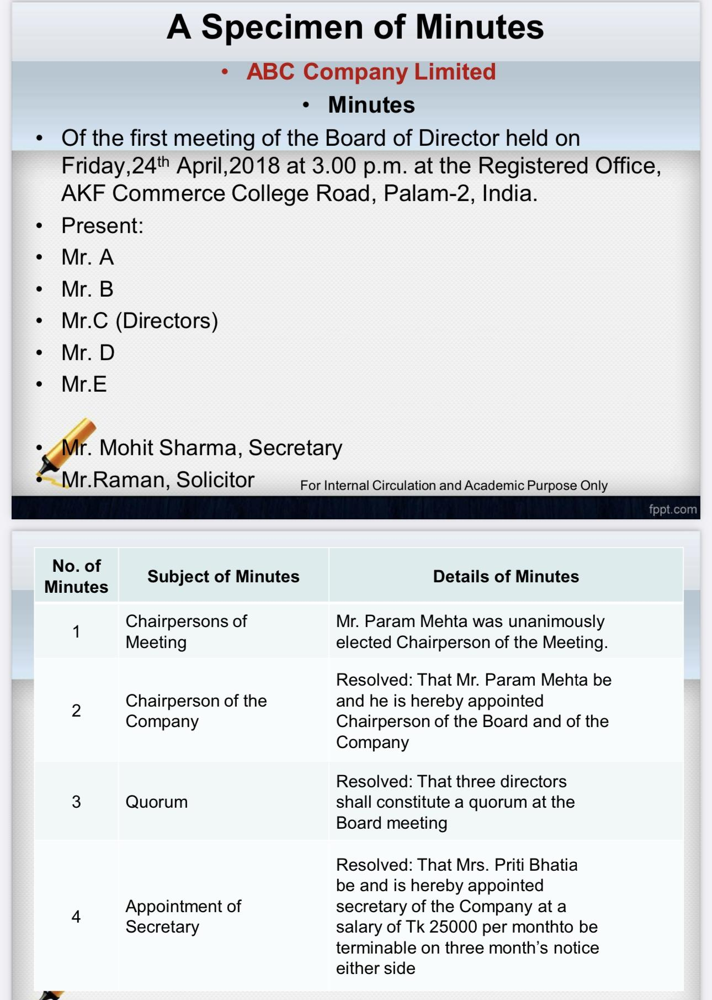 A Specimen of Minutes
• ABC Company Limited
• Minutes
• Of the first meeting of the Board of Director held on
Friday,24th April,2018 at 3.00 p.m. at the Registered Office,
AKF Commerce College Road, Palam-2, India.
• Present:
• Mr. A
• Mr. B
• Mr.C (Directors)
• Mr. D
• Mr.E
• Mr. Mohit Sharma, Secretary
• Mr.Raman, Solicitor
For Internal Circulation and Academic Purpose Only
fppt.com
No. of
Minutes
Subject of Minutes
Details of Minutes
1
Chairpersons of
Meeting
Mr. Param Mehta was unanimously
elected Chairperson of the Meeting.
2
Chairperson of the
Company
Resolved: That Mr. Param Mehta be
and he is hereby appointed
Chairperson of the Board and of the
Company
3
Quorum
Resolved: That three directors
shall constitute a quorum at the
Board meeting
4
Appointment of
Secretary
Resolved: That Mrs. Priti Bhatia
be and is hereby appointed
secretary of the Company at a
salary of Tk 25000 per monthto be
terminable on three month’s notice
either side